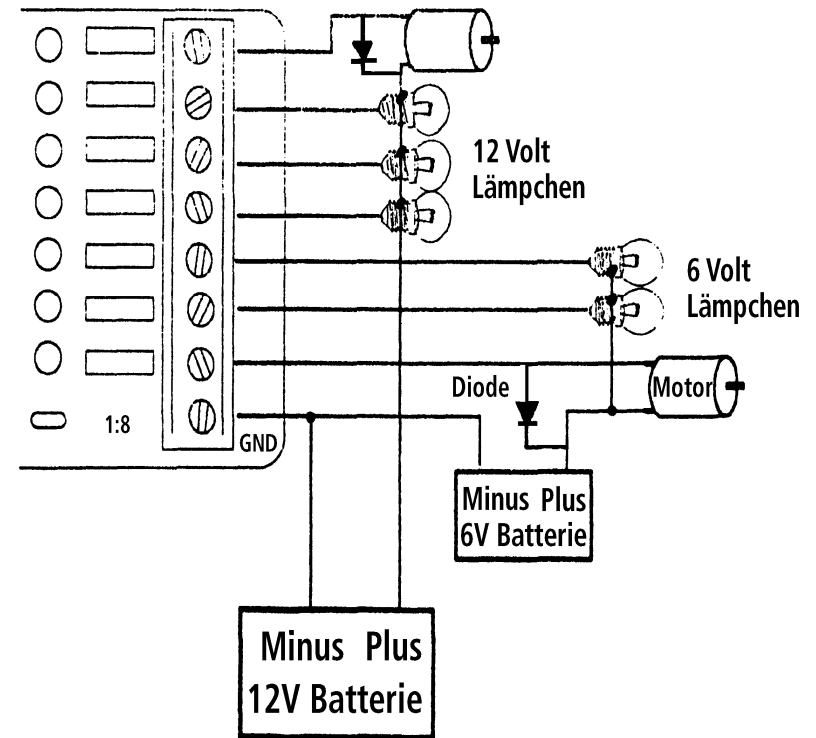 12 Volt
Lämpchen
6 Volt
Lämpchen
Diode
Motor
1:8
GND
Minus Plus
6V Batterie
Minus Plus
12V Batterie